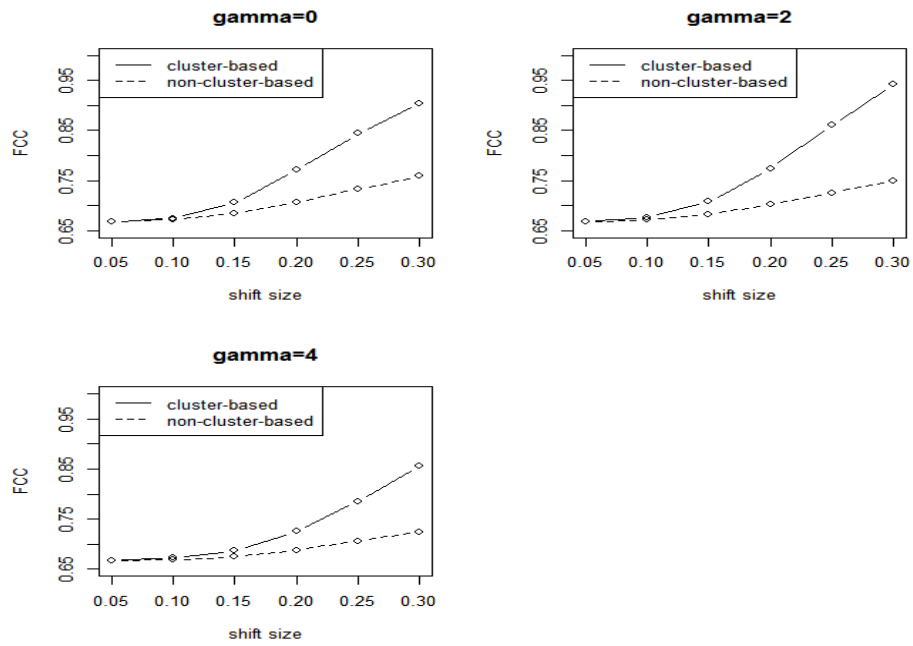 gamma=0
cluster-based
non-cluster-based
FCC
0.65 0.75 0.85 0.95
0.05 0.10 0.15 0.20 0.25 0.30
shift size
gamma=2
cluster-based
non-cluster-based
FCC
0.65 0.75 0.85 0.95
0.05 0.10 0.15 0.20 0.25 0.30
shift size
gamma=4
cluster-based
non-cluster-based
FCC
0.65 0.75 0.85 0.95
0.05 0.10 0.15 0.20 0.25 0.30
shift size